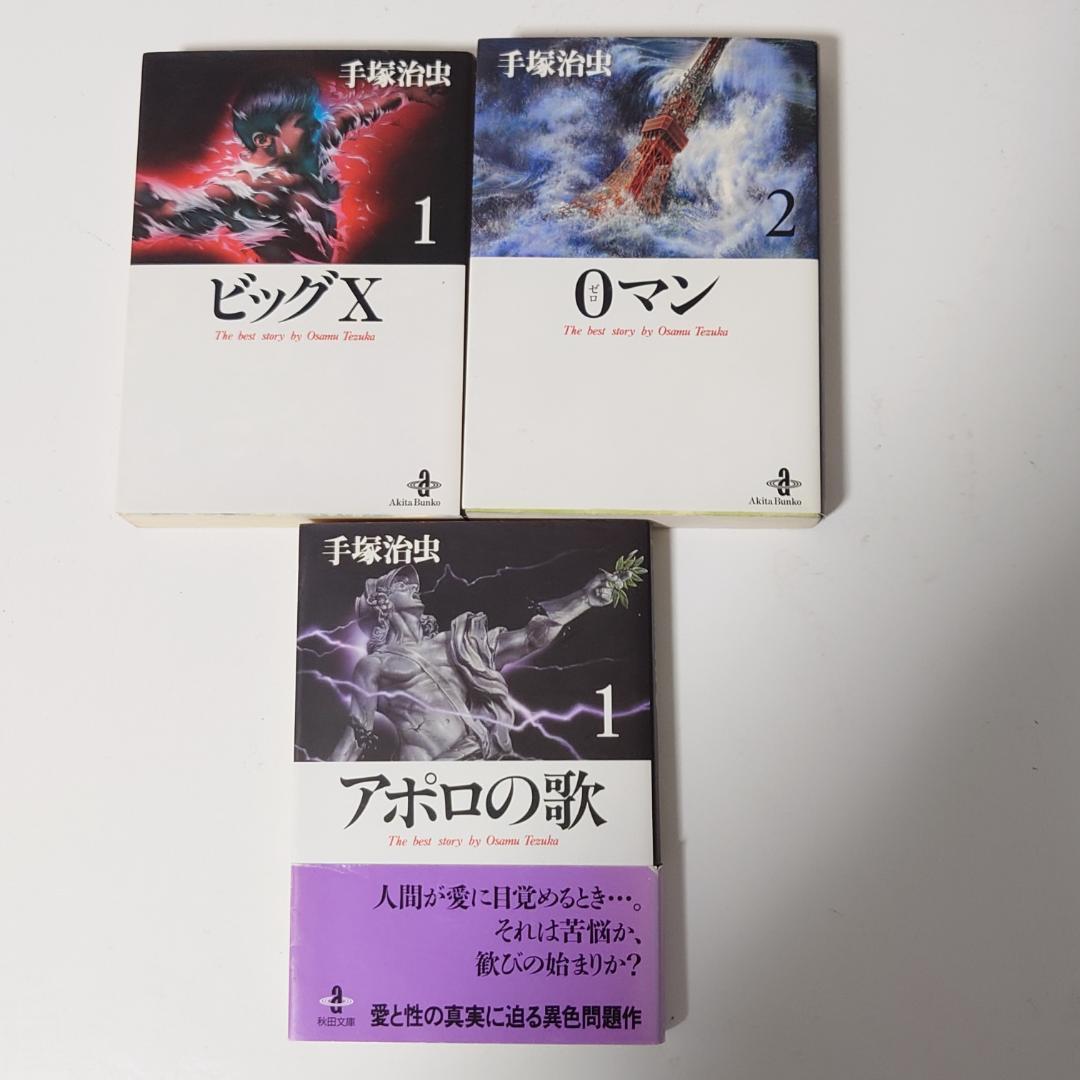 手塚治虫
1
ビッグX
The best story by Osamu Tezuka
a
Akita Bunko
手塚治虫
2
0マン
ゼロ
The best story by Osamu Tezuka
a
Akita Bunko
手塚治虫
1
アポロの歌
The best story by Osamu Tezuka
人間が愛に目覚めるとき…。
それは苦悩か、
歓びの始まりか?
a
秋田文庫
愛と性の真実に迫る異色問題作